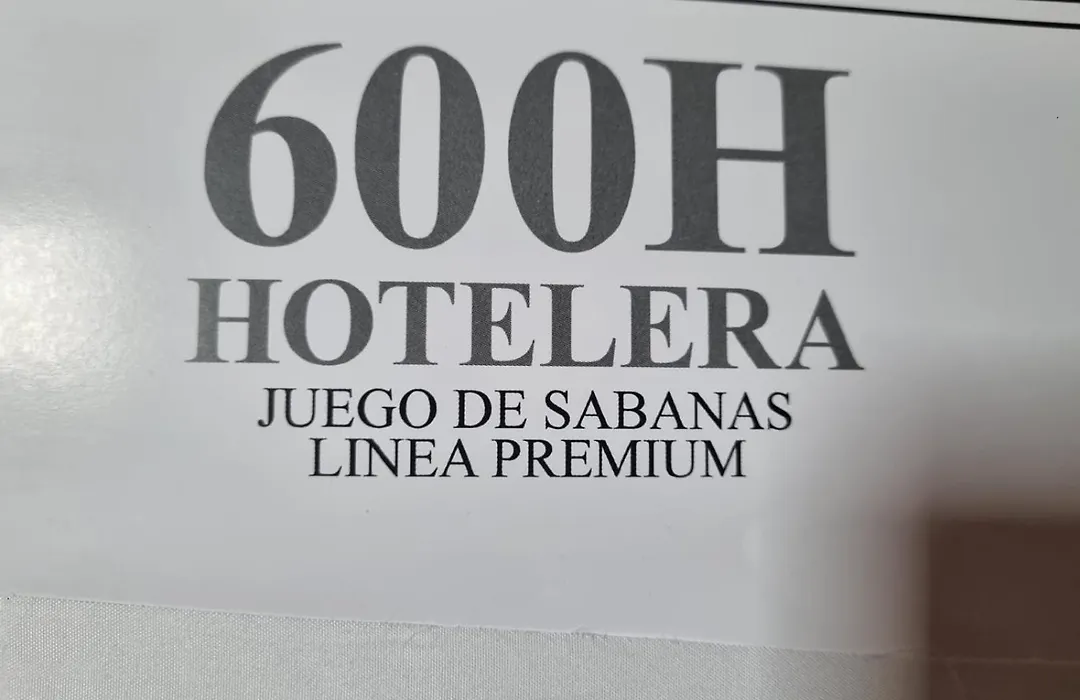 600H
HOTELERA
JUEGO DE SABANAS
LINEA PREMIUM